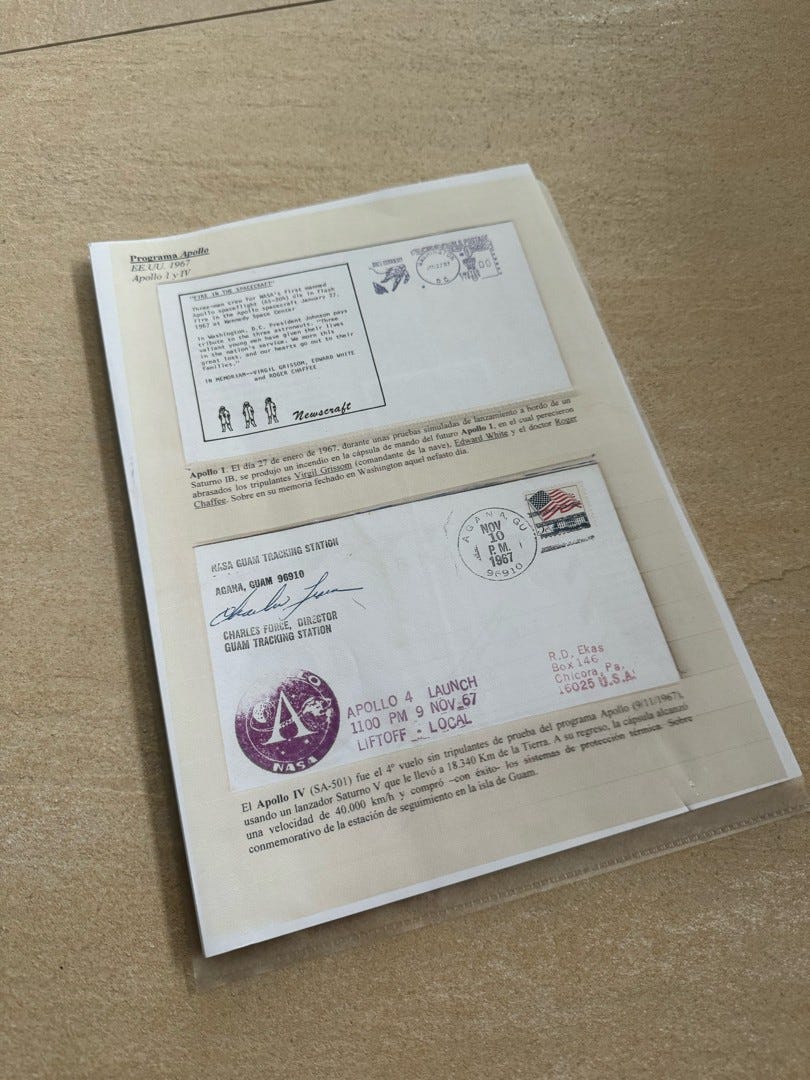 Programa Apollo
EE.UU. 1967
Apollo I y IV
"FIRE IN THE SPACECRAFT"
Three-man crew for NASA's first manned
Apollo spaceflight (AS-204) die in flash
fire in the Apollo spacecraft January 27,
1967 at Kennedy Space Center
In Washington, D.C. President Johnson pays
tribute to the three astronauts, "Three
valiant young men have given their lives
in the nation's service. We morn this
great loss, and our hearts go out to their
families."
IN MEMORIAM--VIRGIL GRISSOM, EDWARD WHITE
and ROGER CHAFFEE
Newscraft
WASHINGTON
D.C.
U.S. POSTAGE
00
Apollo 1. El día 27 de enero de 1967, durante unas pruebas simuladas de lanzamiento a bordo de un
Saturno IB, se produjo un incendio en la cápsula de mando del futuro Apollo 1, en el cual perecieron
abrasados los tripulantes Virgil Grissom (comandante de la nave), Edward White y el doctor Roger
Chaffee. Sobre en su memoria fechado en Washington aquel nefasto día.
NASA GUAM TRACKING STATION
AGANA, GUAM 96910
CHARLES FORCE, DIRECTOR
GUAM TRACKING STATION
AGANA, GU
NOV
10
P.M.
1967
96910
APOLLO
A
NASA
APOLLO 4 LAUNCH
1100 PM 9 NOV 67
LIFTOFF - LOCAL
R.D. Ekas
Box 146
Chicora, Pa.
16025 U.S.A.
El Apollo IV (SA-501) fue el 4º vuelo sin tripulantes de prueba del programa Apollo (9/11/1967),
usando un lanzador Saturno V que le llevó a 18.340 Km de la Tierra. A su regreso, la cápsula alcanzó
una velocidad de 40.000 km/h y compró –con éxito- los sistemas de protección térmica. Sobre
conmemorativo de la estación de seguimiento en la isla de Guam.